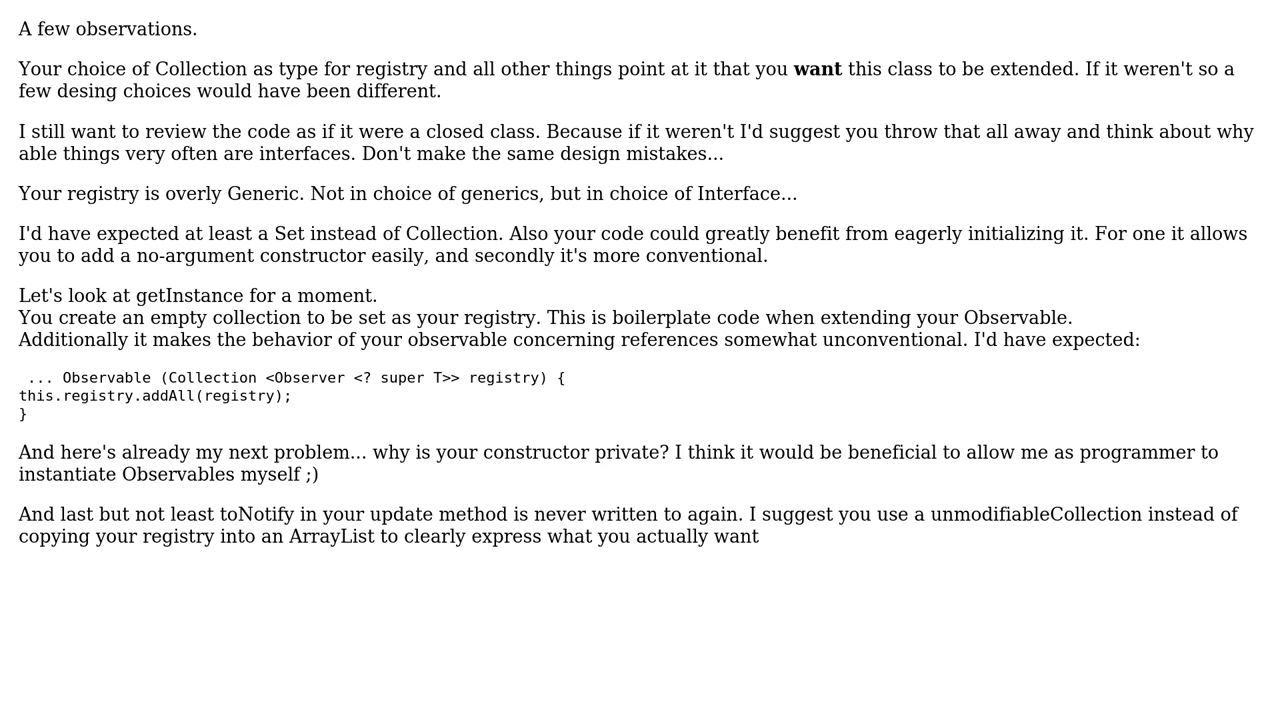 A few observations.
Your choice of Collection as type for registry and all other things point at it that you want this class to be extended. If it weren't so a
few desing choices would have been different.
I still want to review the code as if it were a closed class. Because if it weren't I'd suggest you throw that all away and think about why
able things very often are interfaces. Don't make the same design mistakes...
Your registry is overly Generic. Not in choice of generics, but in choice of Interface...
I'd have expected at least a Set instead of Collection. Also your code could greatly benefit from eagerly initializing it. For one it allows
you to add a no-argument constructor easily, and secondly it's more conventional.
Let's look at getInstance for a moment.
You create an empty collection to be set as your registry. This is boilerplate code when extending your Observable.
Additionally it makes the behavior of your observable concerning references somewhat unconventional. I'd have expected:
... Observable (Collection <Observer <? super T>> registry) {
this.registry.addAll(registry);
}
And here's already my next problem... why is your constructor private? I think it would be beneficial to allow me as programmer to
instantiate Observables myself ;)
And last but not least toNotify in your update method is never written to again. I suggest you use a unmodifiableCollection instead of
copying your registry into an ArrayList to clearly express what you actually want